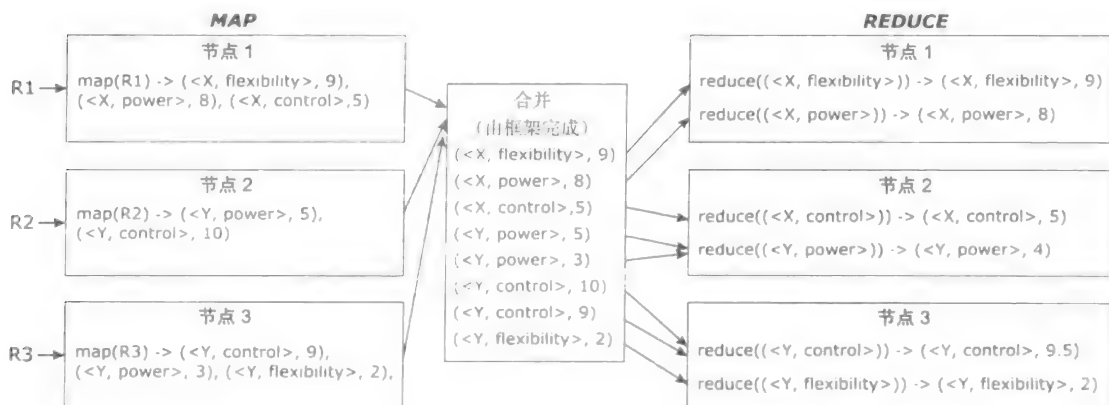 MAP
R1
节点 1
map(R1) -> (<X, flexibility>, 9),
(<X, power>, 8), (<X, control>,5)
R2
节点 2
map(R2) -> (<Y, power>, 5),
(<Y, control>, 10)
R3
节点 3
map(R3) -> (<Y, control>, 9),
(<Y, power>, 3), (<Y, flexibility>, 2),
合并
（由框架完成）
(<X, flexibility>, 9)
(<X, power>, 8)
(<X, control>,5)
(<Y, power>, 5)
(<Y, power>, 3)
(<Y, control>, 10)
(<Y, control>, 9)
(<Y, flexibility>, 2)
REDUCE
节点 1
reduce((<X, flexibility>)) -> (<X, flexibility>, 9)
reduce((<X, power>)) -> (<X, power>, 8)
节点 2
reduce((<X, control>)) -> (<X, control>, 5)
reduce((<Y, power>)) -> (<Y, power>, 4)
节点 3
reduce((<Y, control>)) -> (<Y, control>, 9.5)
reduce((<Y, flexibility>)) -> (<Y, flexibility>, 2)